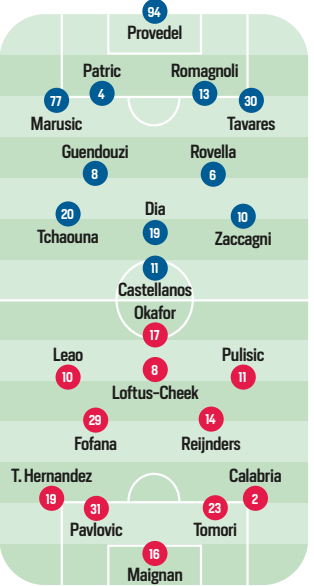 94
Provedel
Patric
Romagnoli
77
4
13
30
Marusic
Tavares
Guendouzi
Rovella
8
6
20
Dia
10
Tchaouna
19
Zaccagni
11
Castellanos
Okafor
17
Leao
Pulisic
10
8
11
Loftus-Cheek
29
14
Fofana
Reijnders
T. Hernandez
Calabria
19
31
23
2
Pavlovic
Tomori
16
Maignan